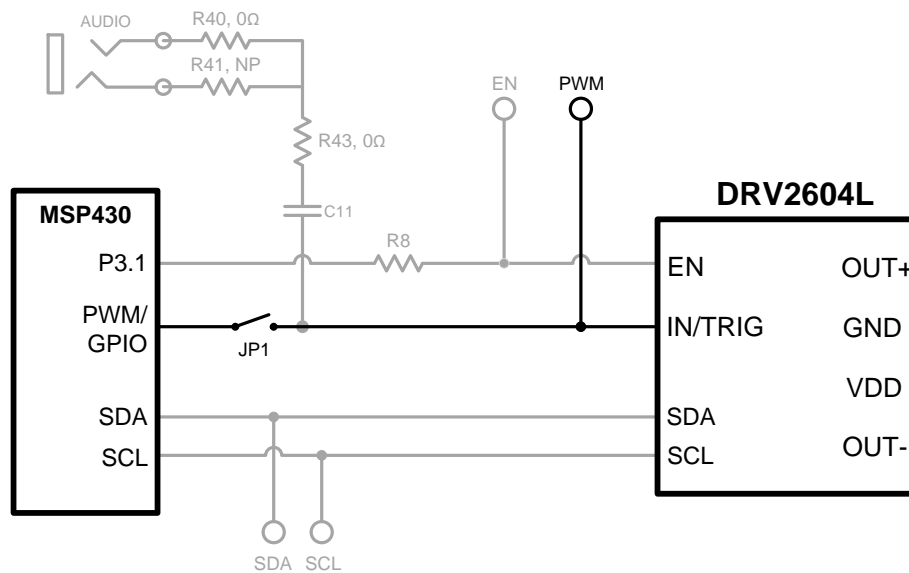 AUDIO
R40, 0Ω
R41, NP
R43, 0Ω
C11
EN
PWM
MSP430
DRV2604L
P3.1
R8
EN
OUT+
PWM/
GPIO
JP1
IN/TRIG
GND
VDD
SDA
SDA
SCL
SCL
OUT-
SDA
SCL